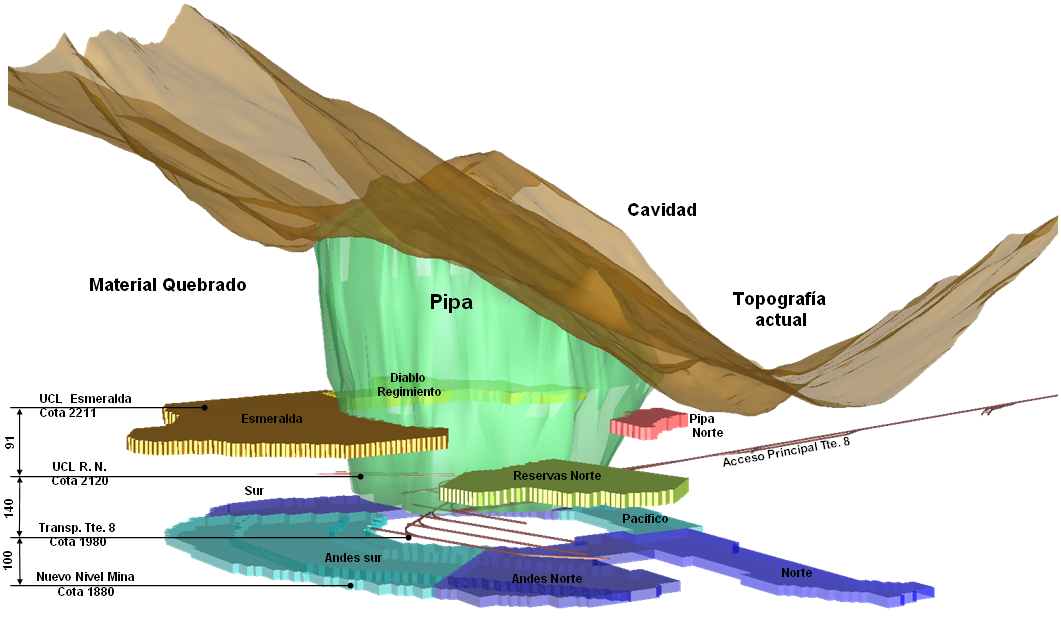 Cavidad
Material Quebrado
Pipa
Topografía
actual
Diablo
Regimiento
UCL Esmeralda
Cota 2211
Esmeralda
Pipa
Norte
91
Acceso Principal Tte. 8
UCL R. N.
Cota 2120
Reservas Norte
Sur
140
Pacífico
Transp. Tte. 8
Cota 1980
100
Andes sur
Nuevo Nivel Mina
Cota 1880
Andes Norte
Norte